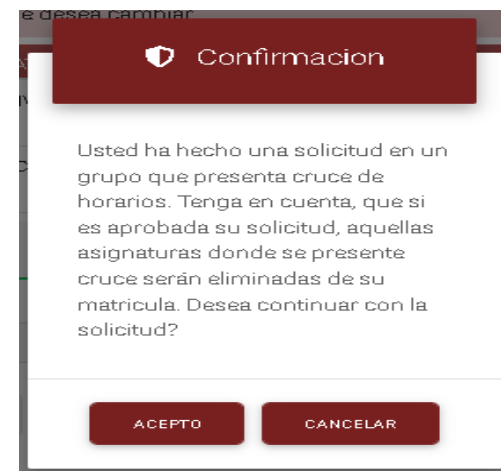 e desea cambiar
Confirmacion
Usted ha hecho una solicitud en un
grupo que presenta cruce de
horarios. Tenga en cuenta, que si
es aprobada su solicitud, aquellas
asignaturas donde se presente
cruce serán eliminadas de su
matricula. Desea continuar con la
solicitud?
ACEPTO CANCELAR